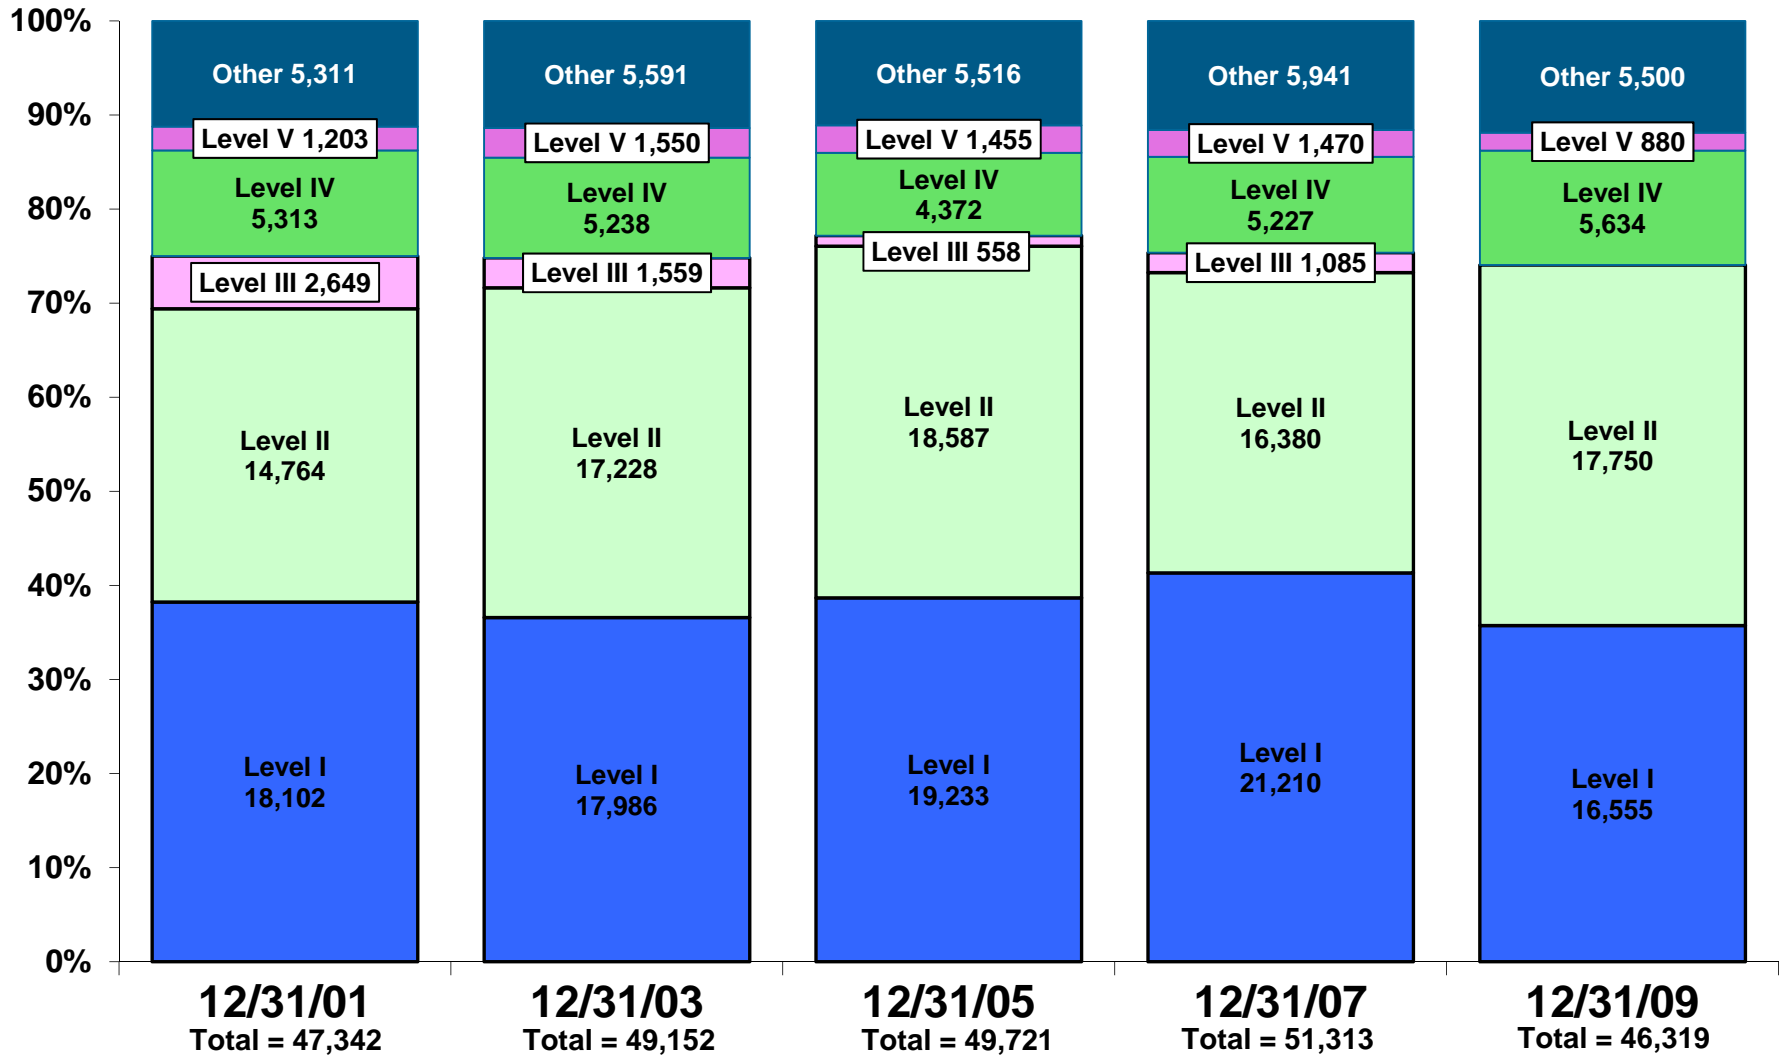 100%
90%
80%
70%
60%
50%
40%
30%
20%
10%
0%
Other 5,311
Level V 1,203
Level IV
5,313
Level III 2,649
Level II
14,764
Level I
18,102
12/31/01
Total = 47,342
Other 5,591
Level V 1,550
Level IV
5,238
Level III 1,559
Level II
17,228
Level I
17,986
12/31/03
Total = 49,152
Other 5,516
Level V 1,455
Level IV
4,372
Level III 558
Level II
18,587
Level I
19,233
12/31/05
Total = 49,721
Other 5,941
Level V 1,470
Level IV
5,227
Level III 1,085
Level II
16,380
Level I
21,210
12/31/07
Total = 51,313
Other 5,500
Level V 880
Level IV
5,634
Level II
17,750
Level I
16,555
12/31/09
Total = 46,319